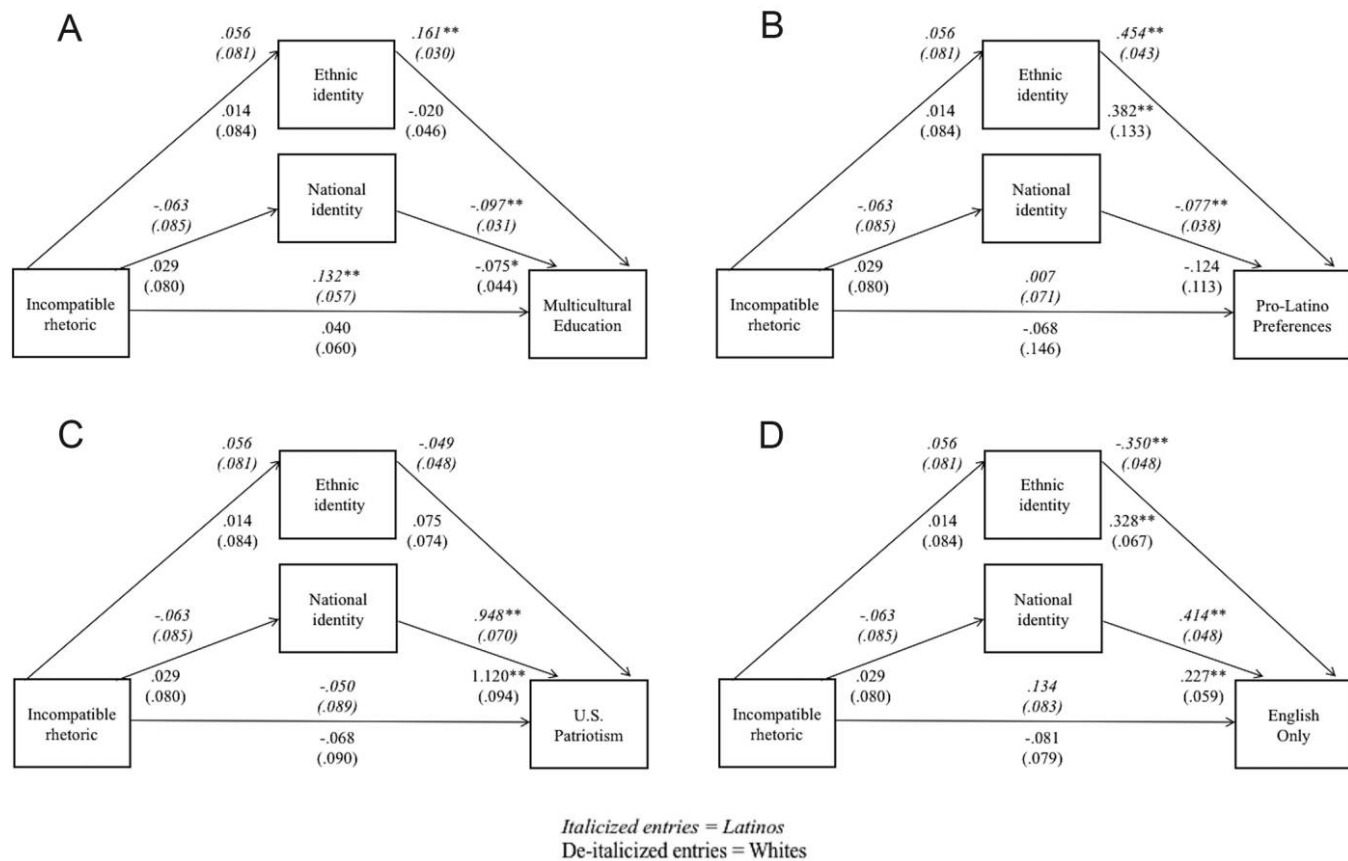 A
.056
(.081)
.161**
(.030)
Ethnic
identity
.014
(.084)
-.020
(.046)
National
identity
-.063
(.085)
-.097**
(.031)
.029
(.080)
.132**
(.057)
-.075*
(.044)
Incompatible
rhetoric
Multicultural
Education
.040
(.060)
B
.056
(.081)
.454**
(.043)
Ethnic
identity
.014
(.084)
.382**
(.133)
National
identity
-.063
(.085)
-.077**
(.038)
.029
(.080)
.007
(.071)
-.124
(.113)
Incompatible
rhetoric
Pro-Latino
Preferences
-.068
(.146)
C
.056
(.081)
-.049
(.048)
Ethnic
identity
.014
(.084)
.075
(.074)
National
identity
-.063
(.085)
.948**
(.070)
.029
(.080)
-.050
(.089)
1.120**
(.094)
Incompatible
rhetoric
U.S.
Patriotism
-.068
(.090)
D
.056
(.081)
-.350**
(.048)
Ethnic
identity
.014
(.084)
.328**
(.067)
National
identity
-.063
(.085)
.414**
(.048)
.029
(.080)
.134
(.083)
.227**
(.059)
Incompatible
rhetoric
English
Only
-.081
(.079)
Italicized entries = Latinos
De-italicized entries = Whites